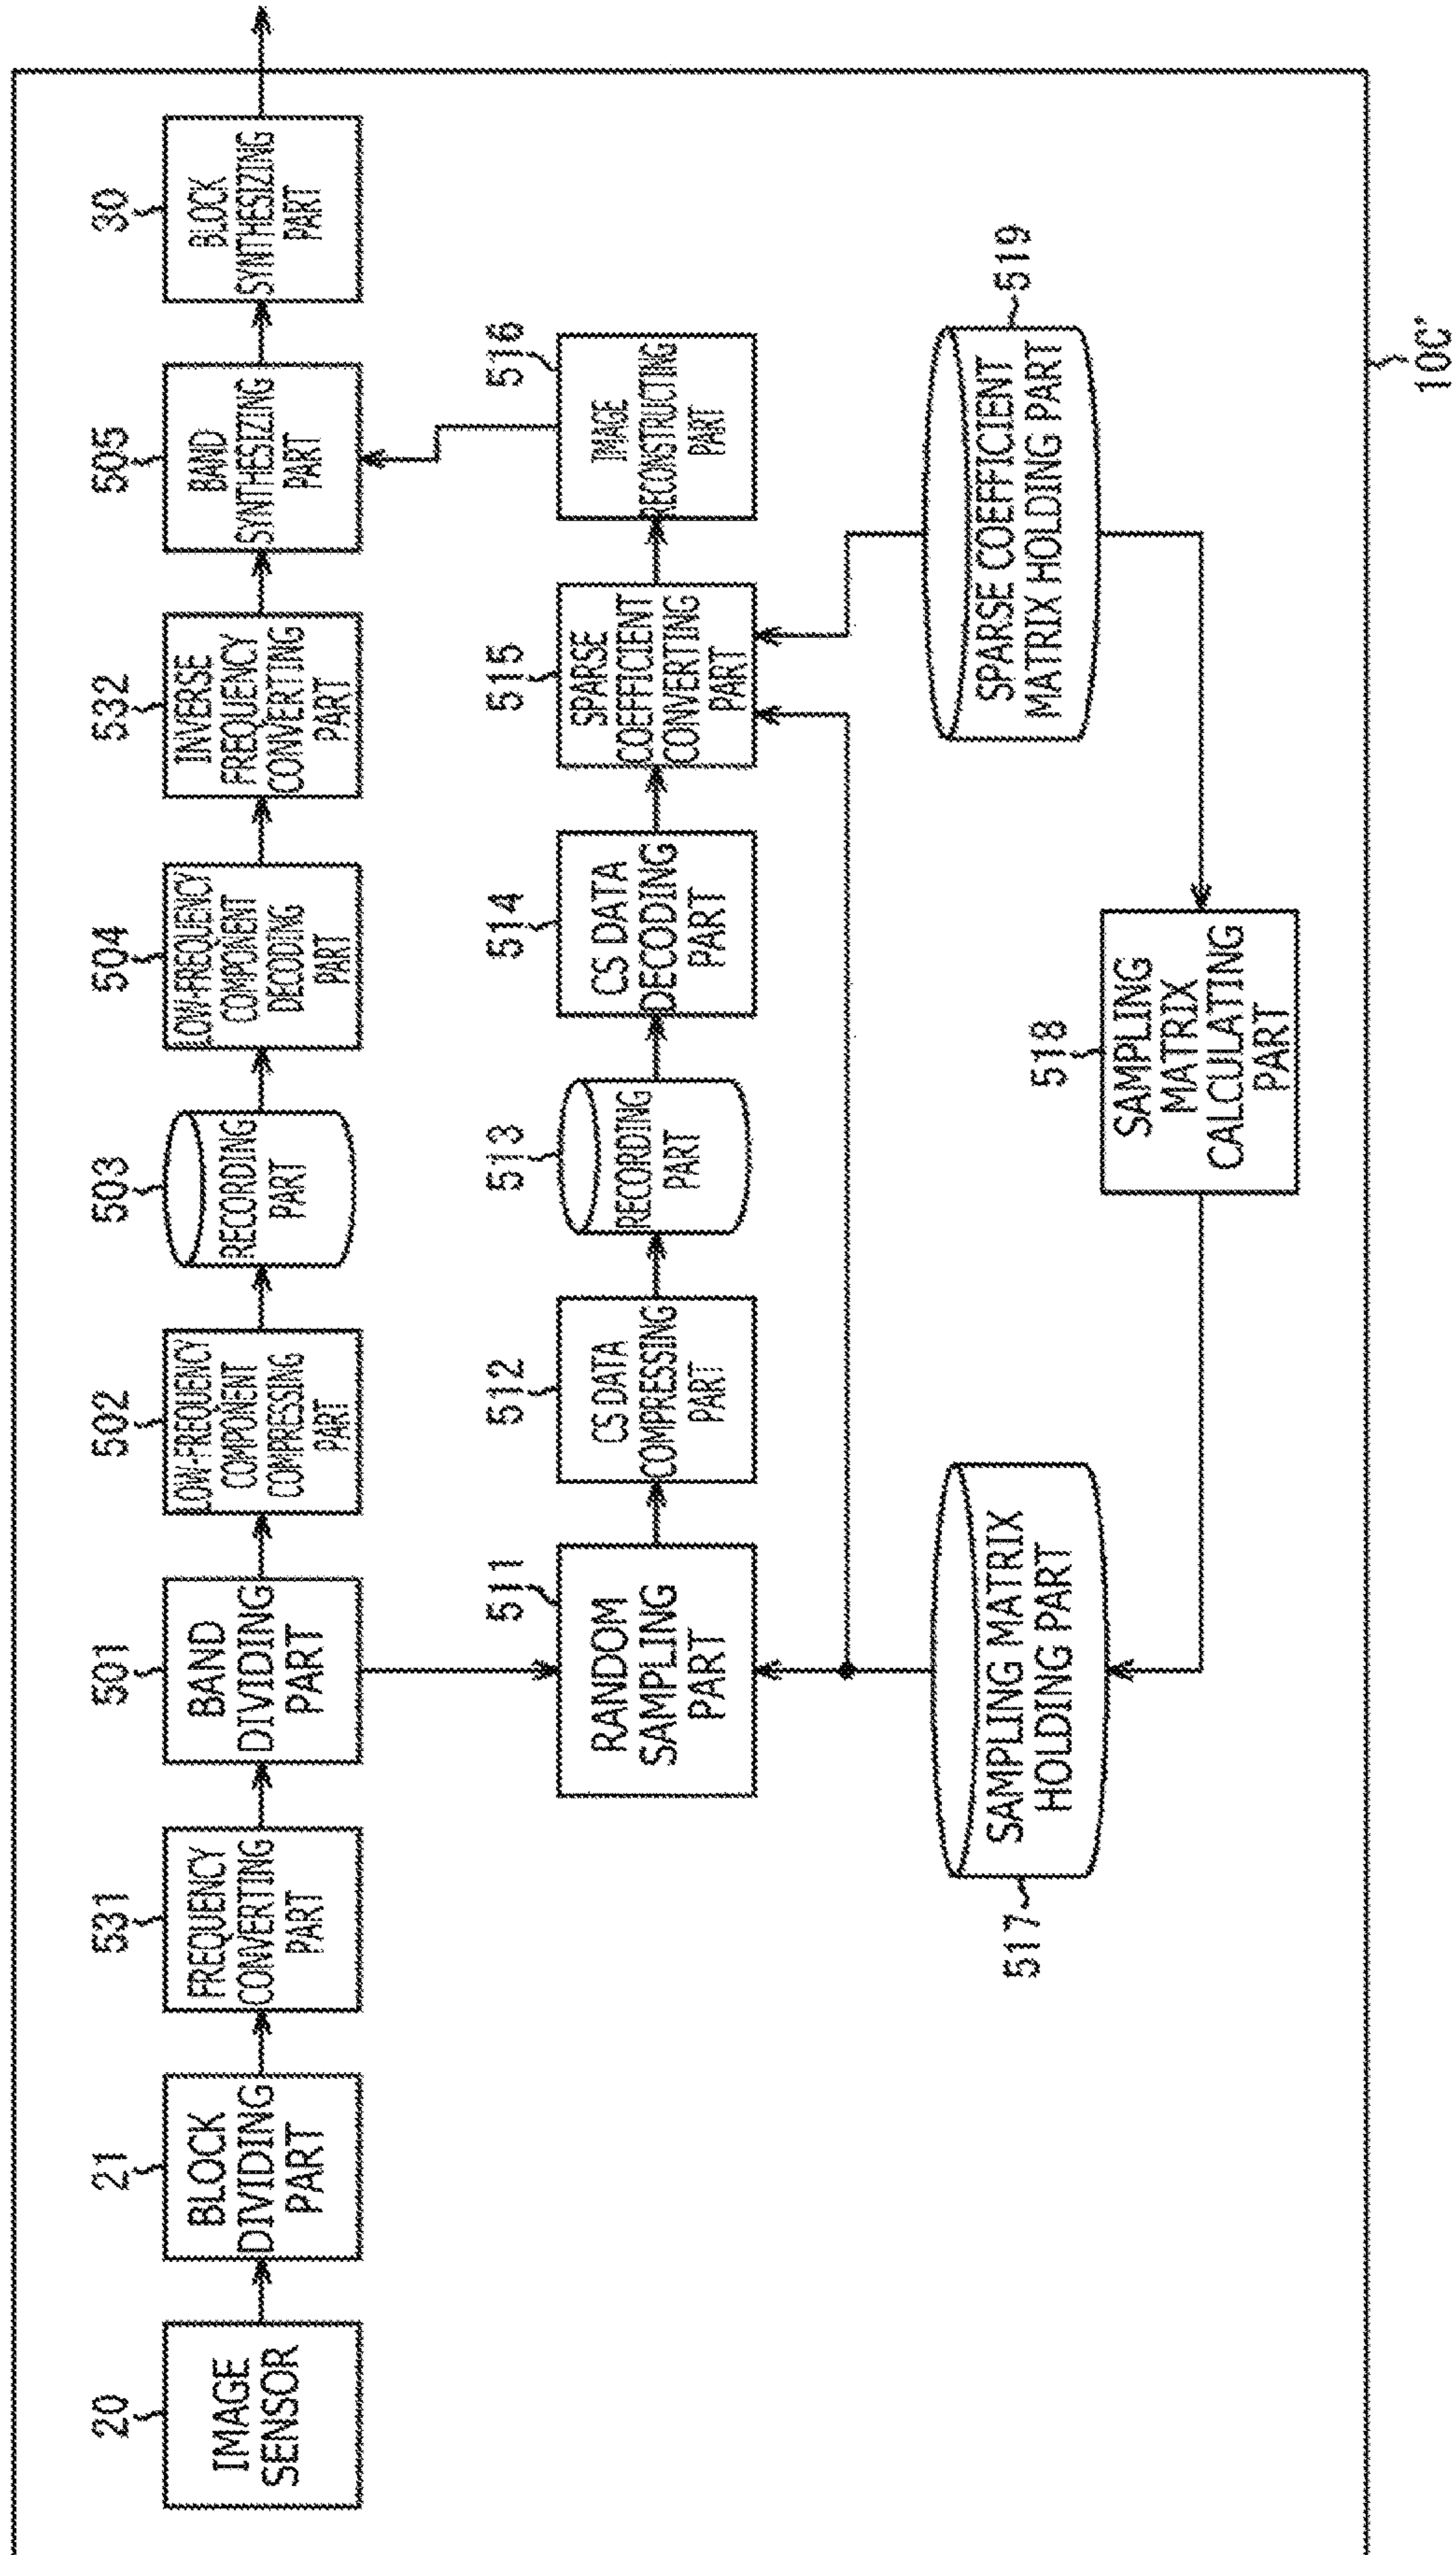 20
IMAGE
SENSOR
21
BLOCK
DIVIDING
PART
531
FREQUENCY
CONVERTING
PART
501
BAND
DIVIDING
PART
502
LOW-FREQUENCY
COMPONENT
COMPRESSING
PART
503
RECORDING
PART
504
LOW-FREQUENCY
COMPONENT
DECODING
PART
532
INVERSE
FREQUENCY
CONVERTING
PART
505
BAND
SYNTHESIZING
PART
30
BLOCK
SYNTHESIZING
PART
511
RANDOM
SAMPLING
PART
512
CS DATA
COMPRESSING
PART
513
RECORDING
PART
514
CS DATA
DECODING
PART
515
SPARSE
COEFFICIENT
CONVERTING
PART
516
IMAGE
RECONSTRUCTING
PART
517
SAMPLING MATRIX
HOLDING PART
518
SAMPLING
MATRIX
CALCULATING
PART
519
SPARSE COEFFICIENT
MATRIX HOLDING PART
10C'